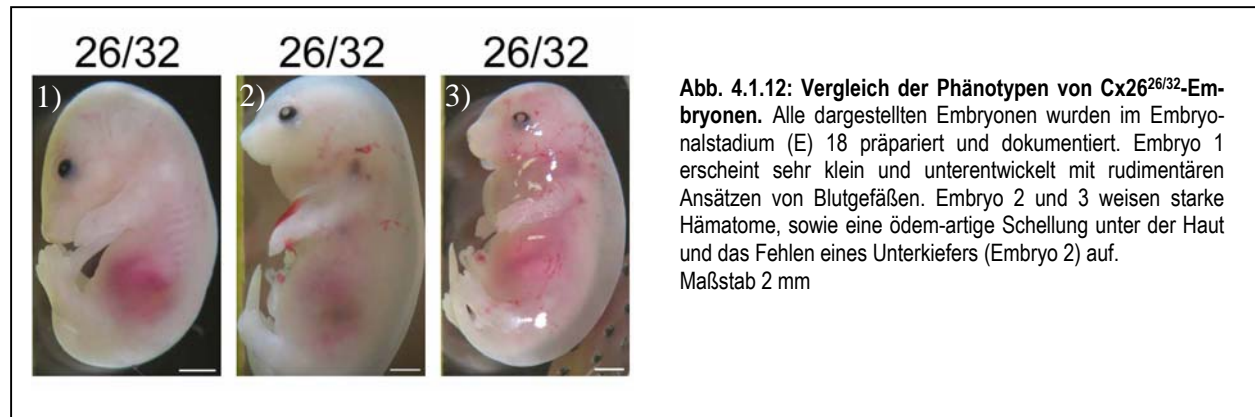 26/32 26/32 26/32
1) 2) 3)
Abb. 4.1.12: Vergleich der Phänotypen von Cx26²⁶/³²-Em-
bryonen. Alle dargestellten Embryonen wurden im Embryo-
nalstadium (E) 18 präpariert und dokumentiert. Embryo 1
erscheint sehr klein und unterentwickelt mit rudimentären
Ansätzen von Blutgefäßen. Embryo 2 und 3 weisen starke
Hämatome, sowie eine ödem-artige Schellung unter der Haut
und das Fehlen eines Unterkiefers (Embryo 2) auf.
Maßstab 2 mm